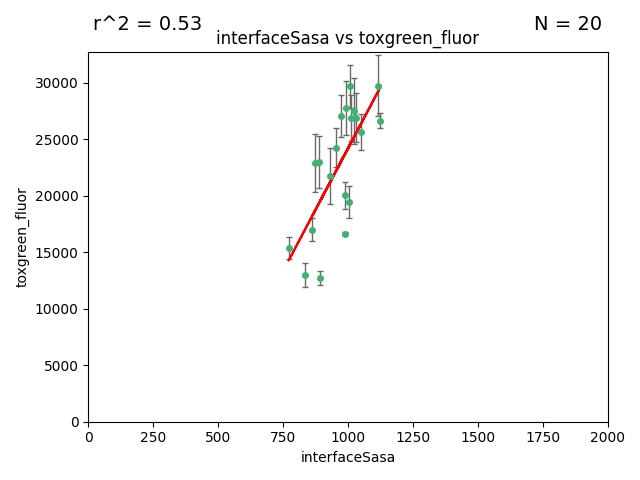 r^2 = 0.53
N = 20
interfaceSasa vs toxgreen_fluor
30000
25000
20000
15000
10000
5000
0
toxgreen_fluor
0 250 500 750 1000 1250 1500 1750 2000
interfaceSasa